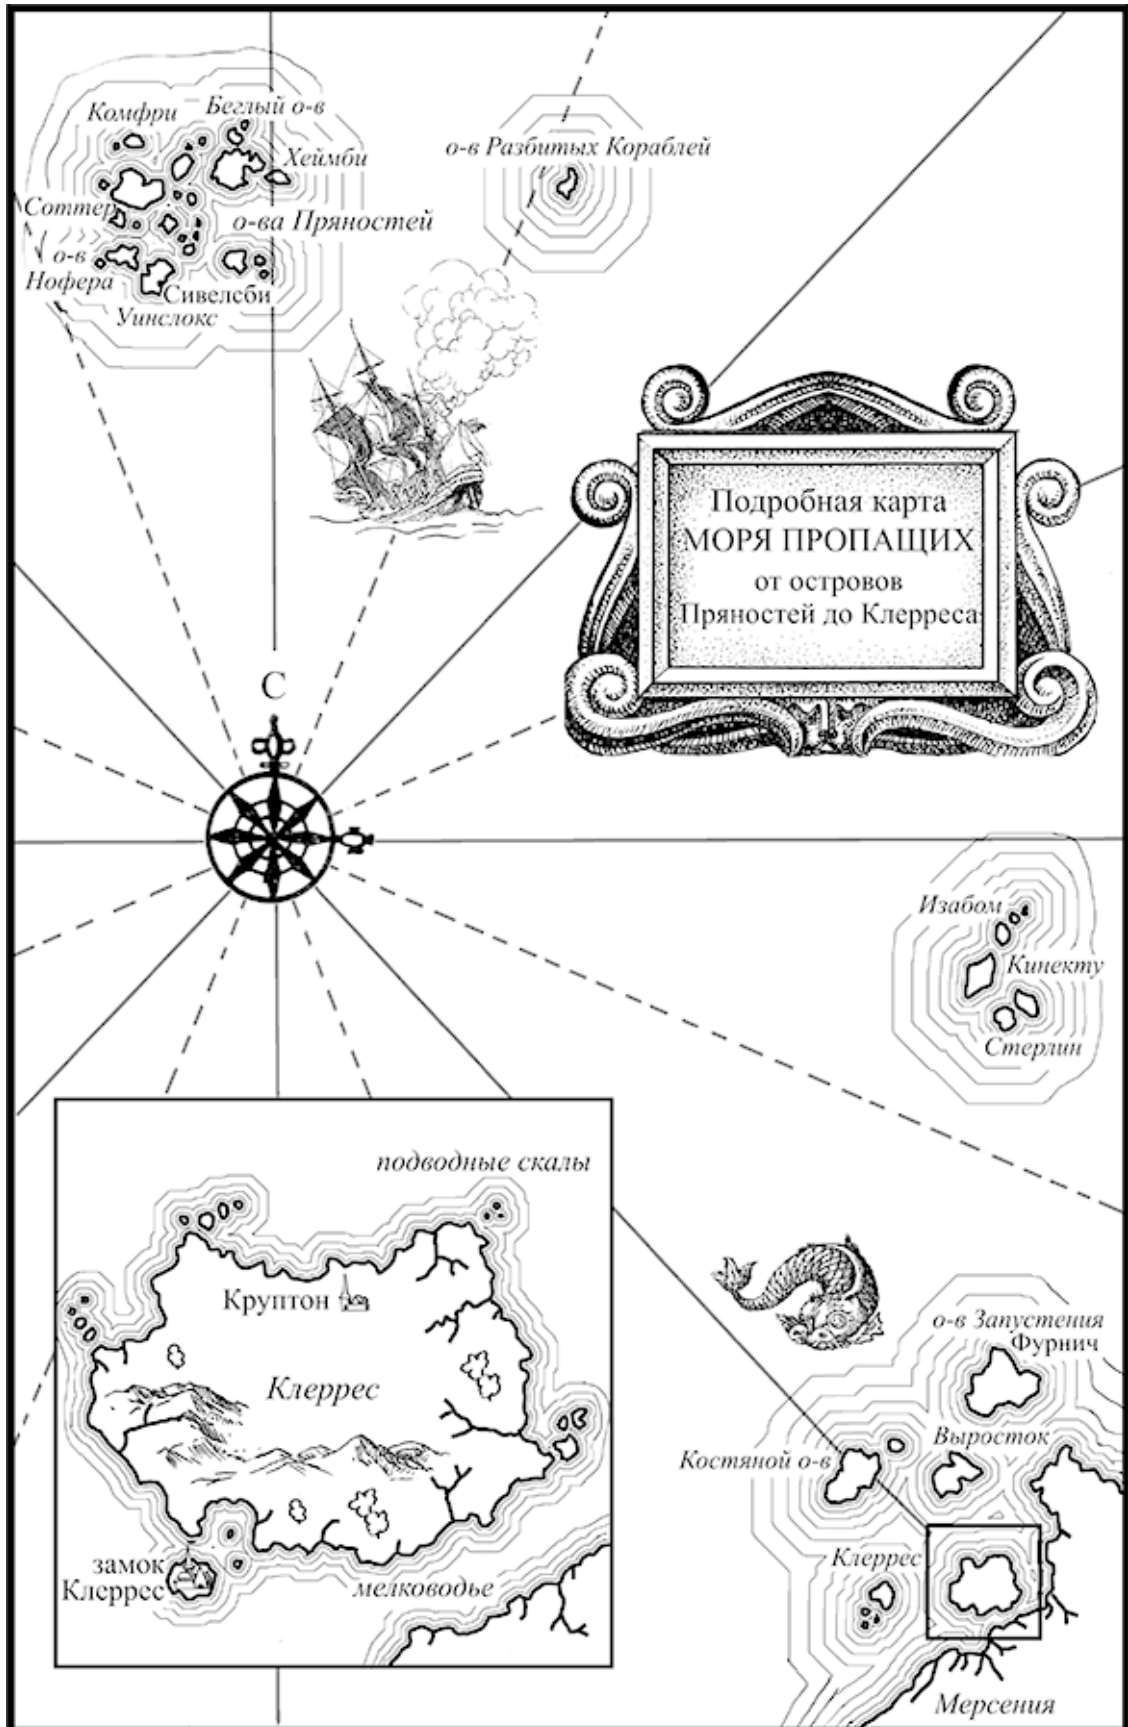 Комфри
Беглый о-в
Хеймби
о-в Разбитых Кораблей
Соттер
о-ва Пряностей
о-в
Нофера
Сивелсби
Уинслокс
Подробная карта
МОРЯ ПРОПАЩИХ
от островов
Пряностей до Клерреса
С
Изабом
Кинекту
Стерлин
подводные скалы
Круптон
Клеррес
замок
Клеррес
мелководье
о-в Запустения
Фурнич
Выросток
Костяной о-в
Клеррес
Мерсения